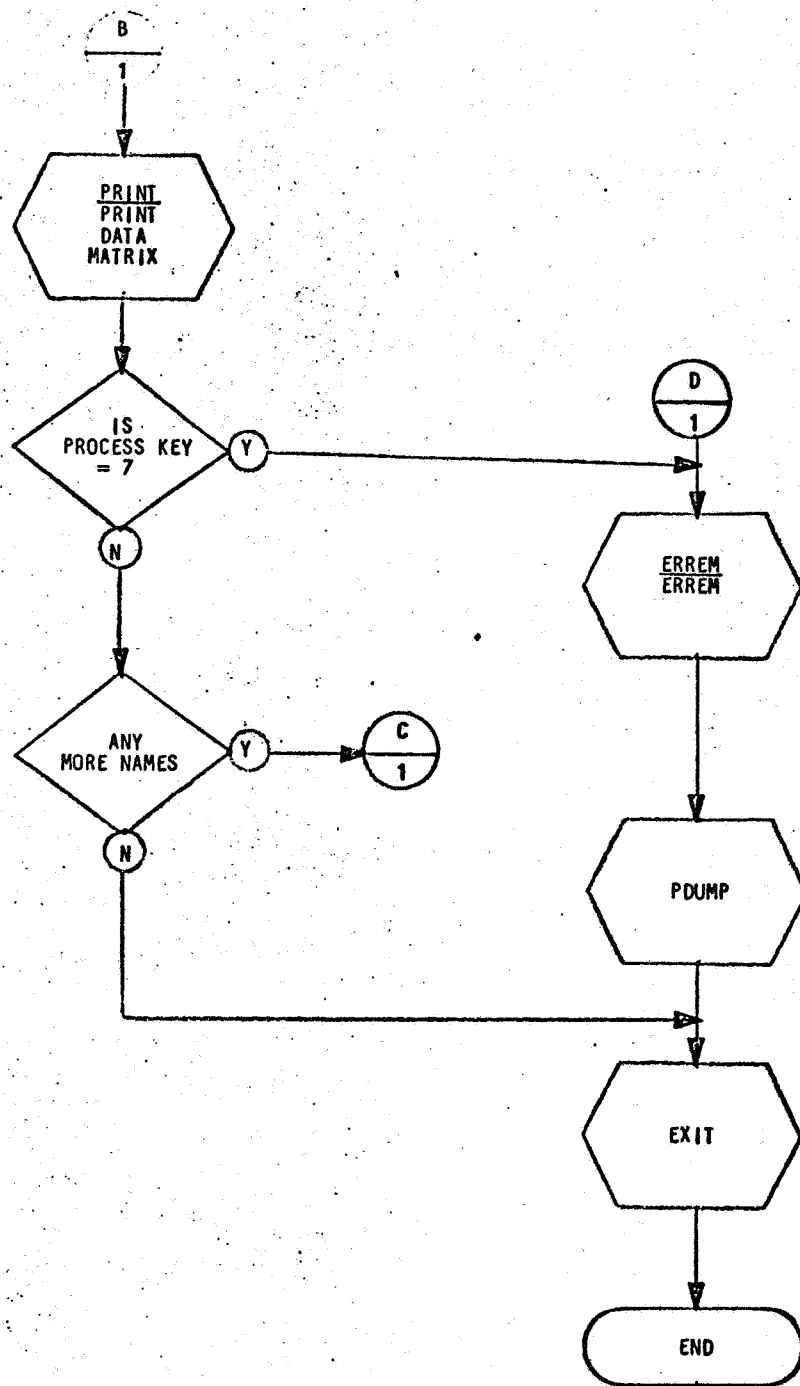 B
1
PRINT
PRINT
DATA
MATRIX
IS
PROCESS KEY
= 7
Y
N
D
1
ERREM
ERREM
ANY
MORE NAMES
Y
C
1
N
PDUMP
EXIT
END